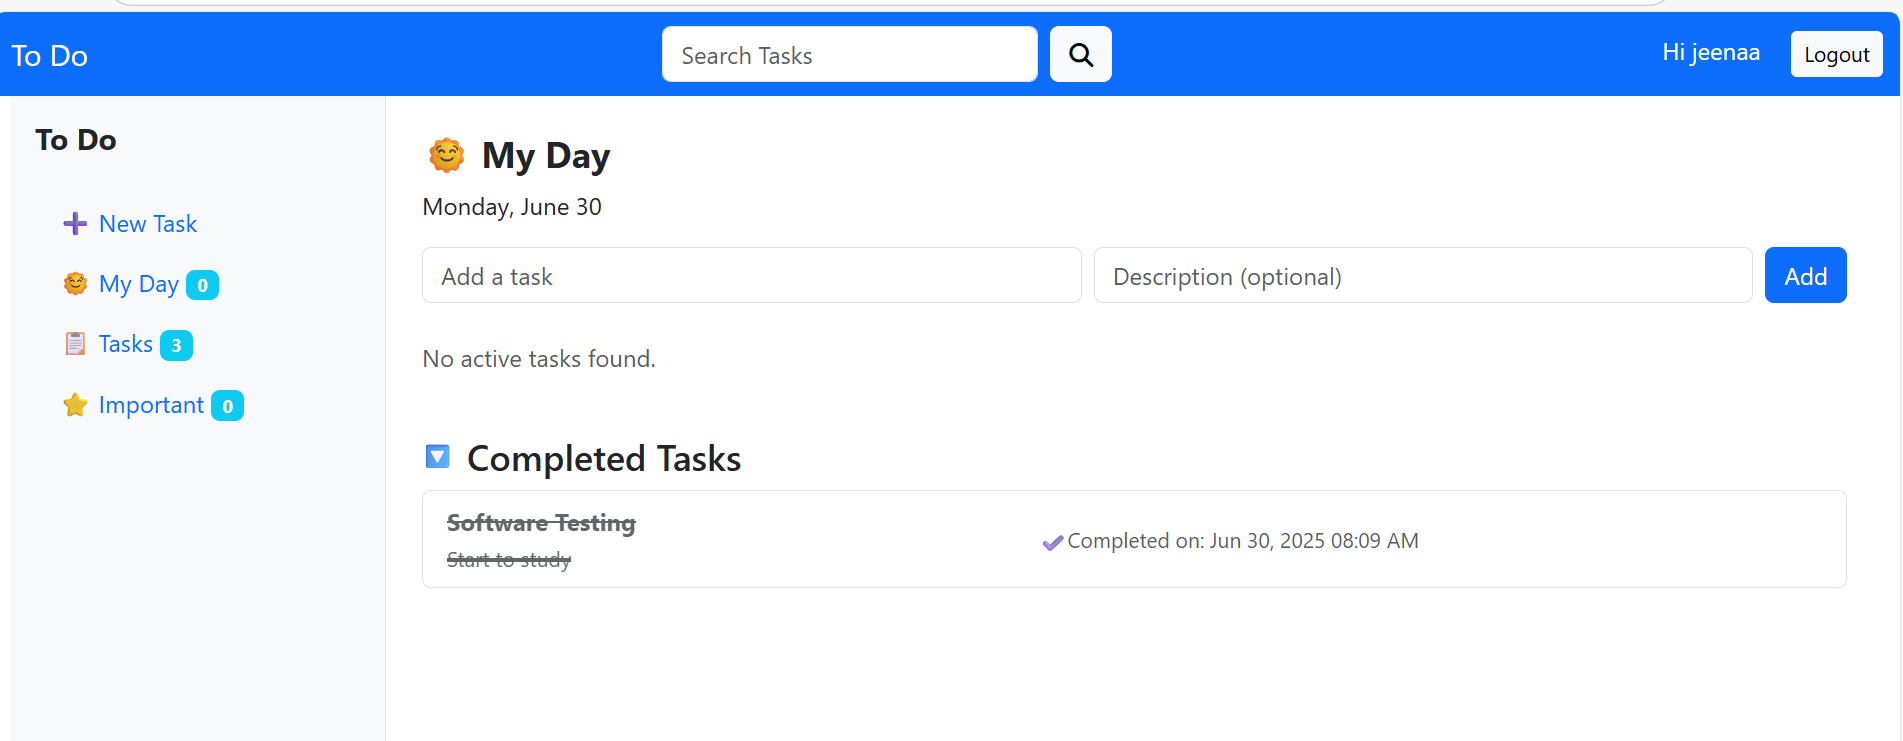 To Do
Search Tasks
Hi jeenaa
Logout
To Do
New Task
My Day 0
Tasks 3
Important 0
My Day
Monday, June 30
Add a task
Description (optional)
Add
No active tasks found.
Completed Tasks
Software Testing
Start to study
Completed on: Jun 30, 2025 08:09 AM